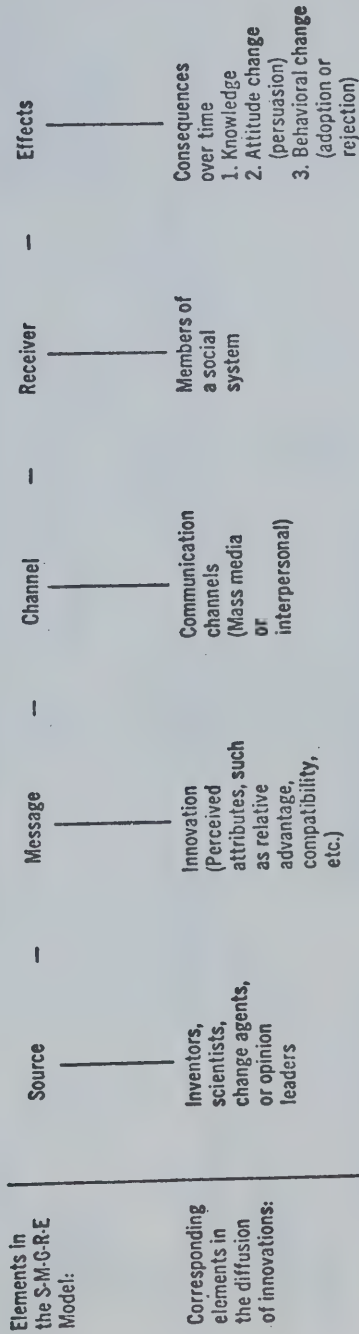 Elements in
the S-M-C-R-E
Model:
Source – Message – Channel – Receiver – Effects
Corresponding
elements in
the diffusion
of innovations:
Inventors,
scientists,
change agents,
or opinion
leaders
Innovation
(Perceived
attributes, such
as relative
advantage,
compatibility,
etc.)
Communication
channels
(Mass media
or
interpersonal)
Members of
a social
system
Consequences
over time
1. Knowledge
2. Attitude change
(persuasion)
3. Behavioral change
(adoption or
rejection)